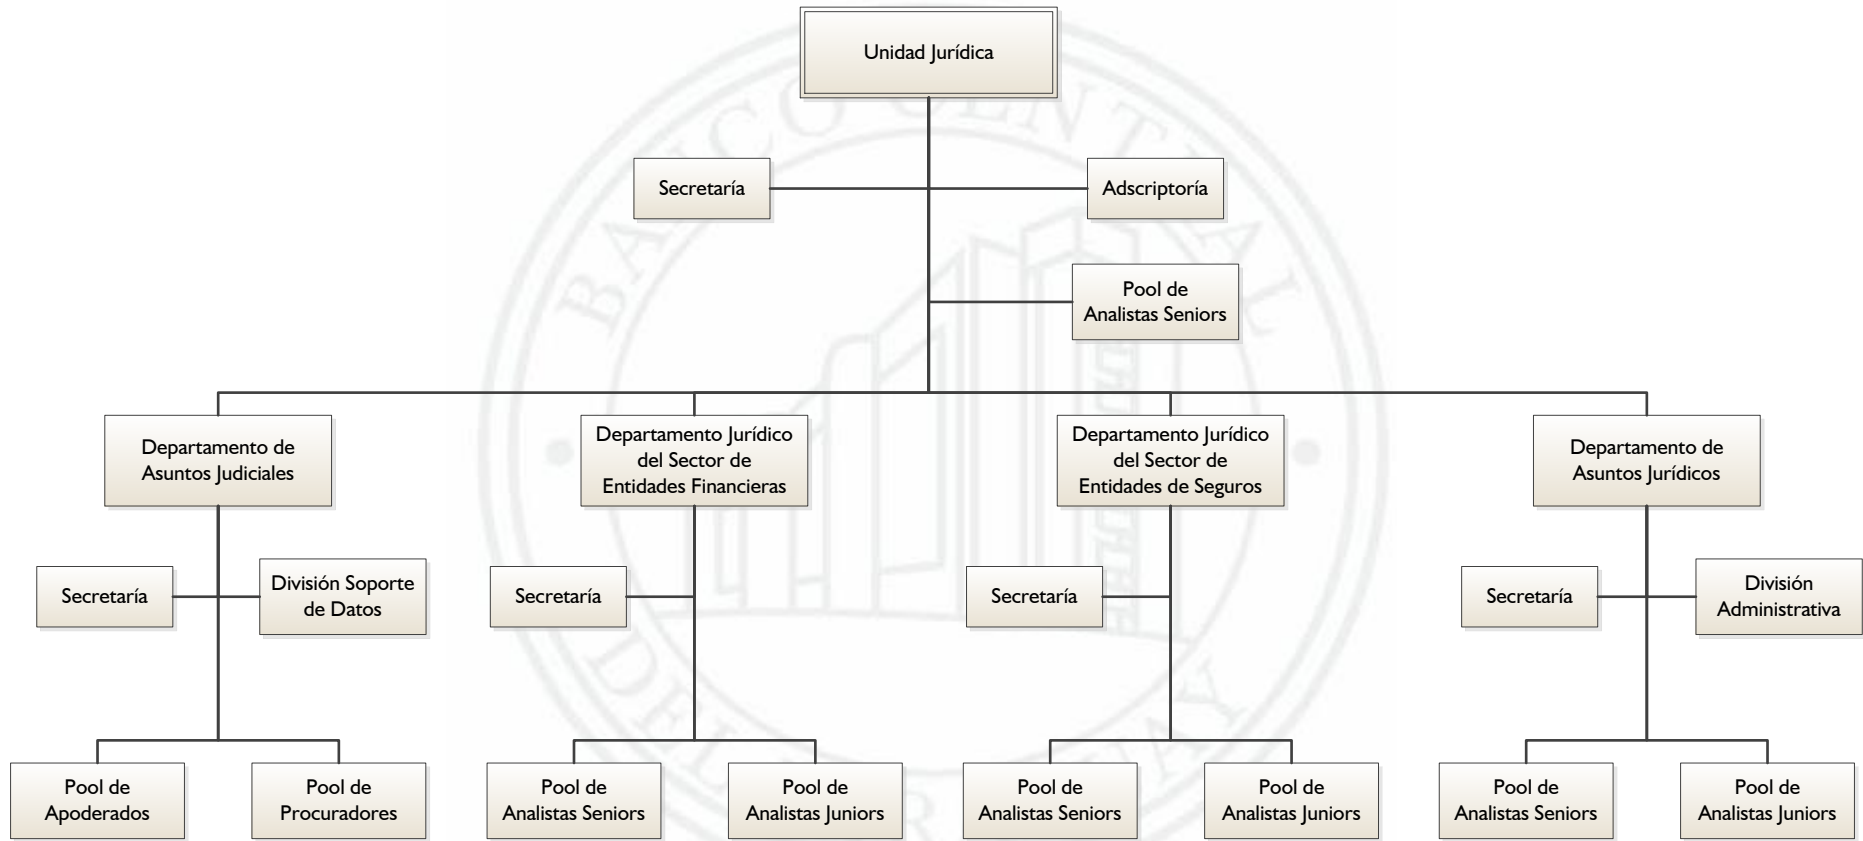 Unidad Jurídica
BANCO CENTRAL
Secretaría
Adscriptoría
Pool de
Analistas Seniors
Departamento de
Asuntos Judiciales
Departamento Jurídico
del Sector de
Entidades Financieras
Departamento Jurídico
del Sector de
Entidades de Seguros
Departamento de
Asuntos Jurídicos
Secretaría
División Soporte
de Datos
Secretaría
Secretaría
Secretaría
División
Administrativa
Pool de
Apoderados
Pool de
Procuradores
Pool de
Analistas Seniors
Pool de
Analistas Juniors
Pool de
Analistas Seniors
Pool de
Analistas Juniors
Pool de
Analistas Seniors
Pool de
Analistas Juniors
DEL